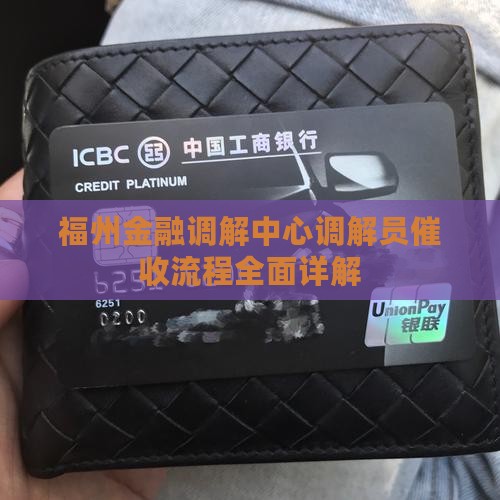 ICBC 中国工商银行
CREDIT PLATINUM
福州金融调解中心调解员催
收流程全面详解
6251
6251
0200
UnionPay
银联